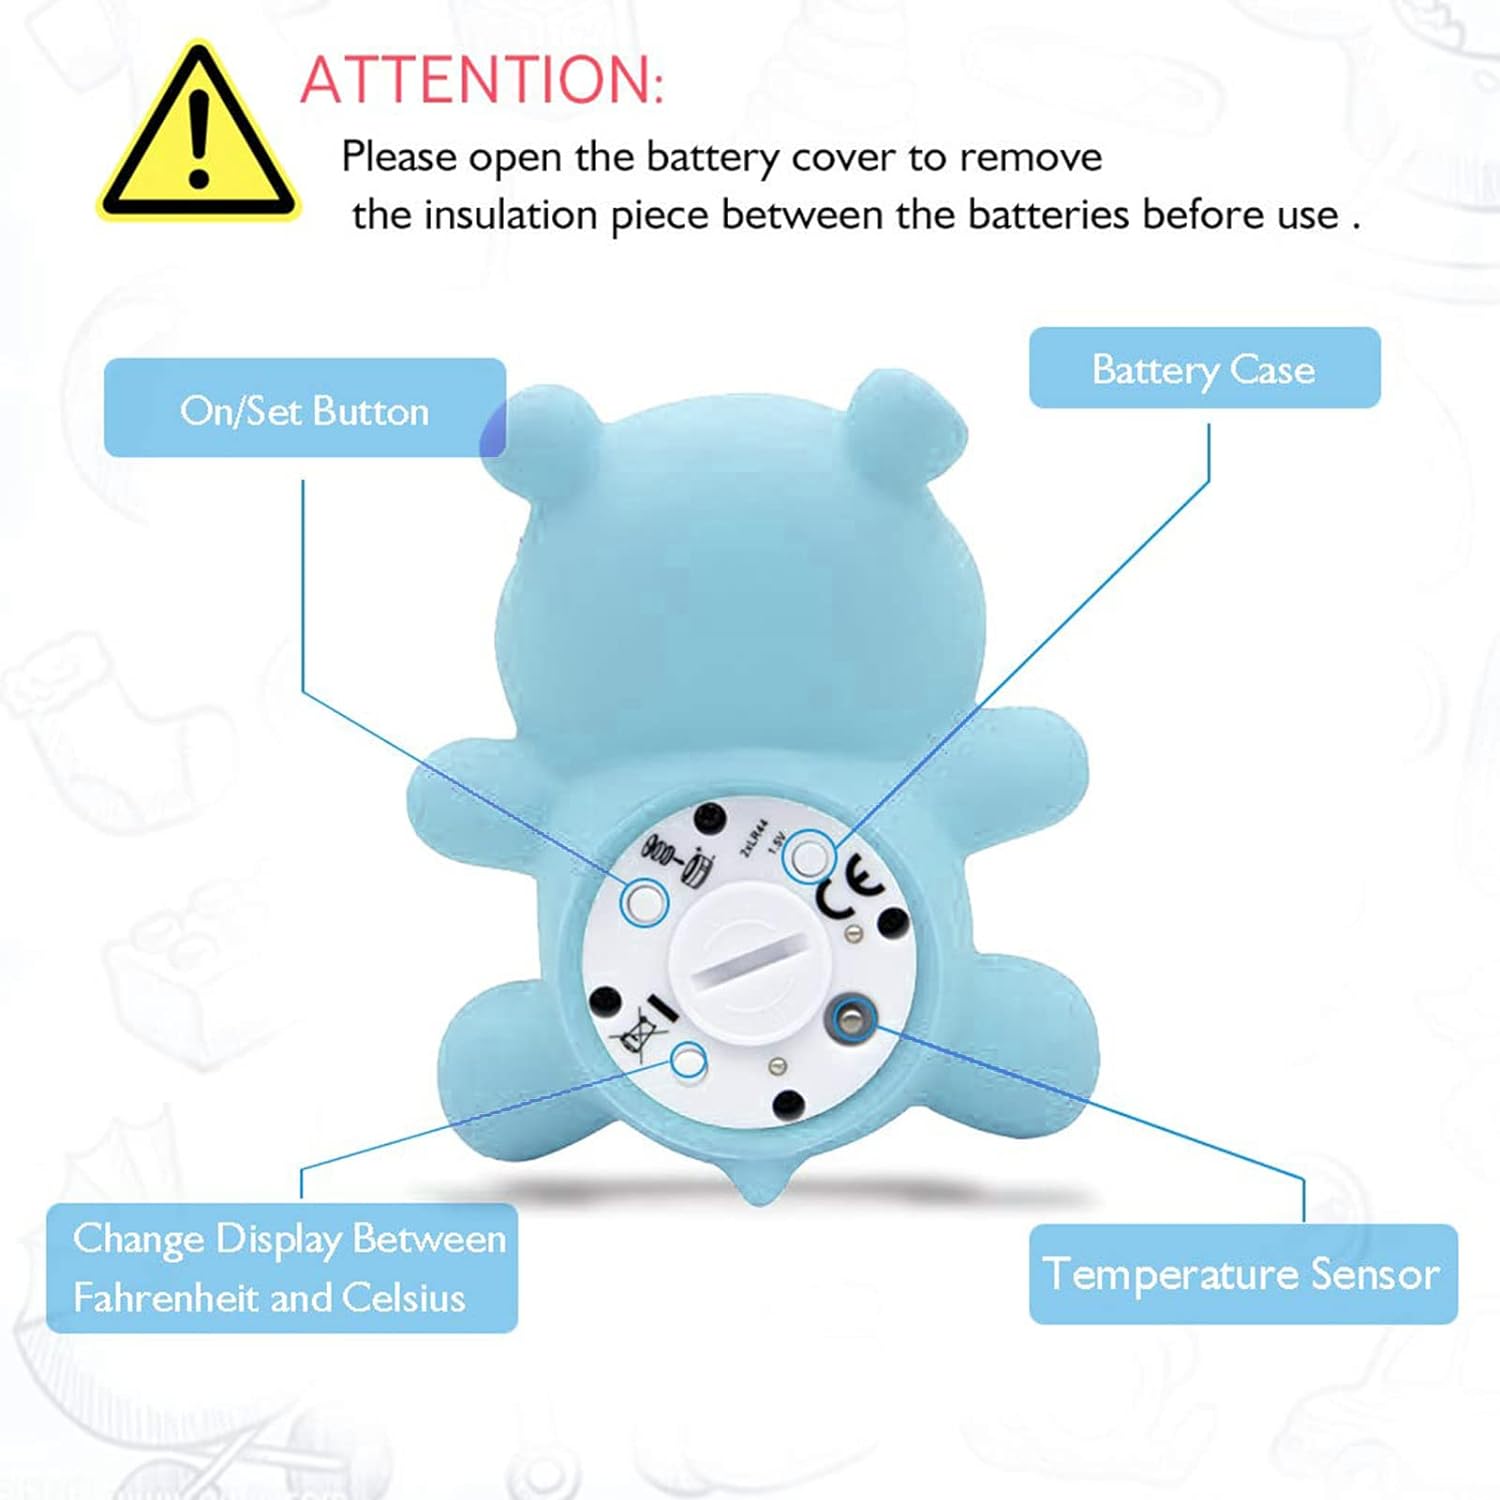 ATTENTION:
Please open the battery cover to remove
the insulation piece between the batteries before use .
On/Set Button
Battery Case
2xLR44
1.5V
CE
Change Display Between
Fahrenheit and Celsius
Temperature Sensor